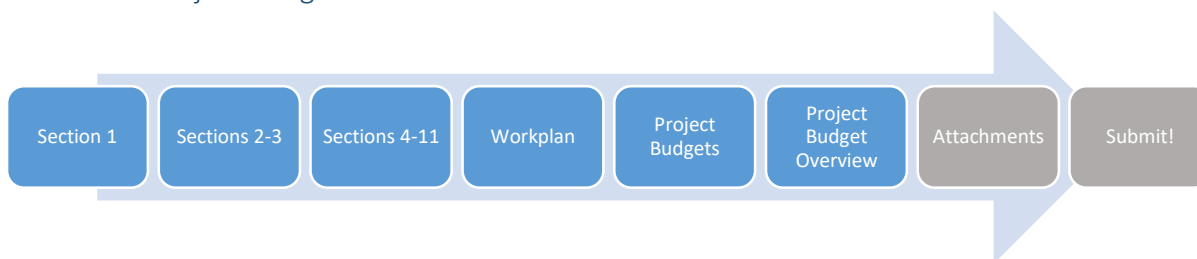 Section 1
Sections 2-3
Sections 4-11
Workplan
Project
Budgets
Project
Budget
Overview
Attachments
Submit!